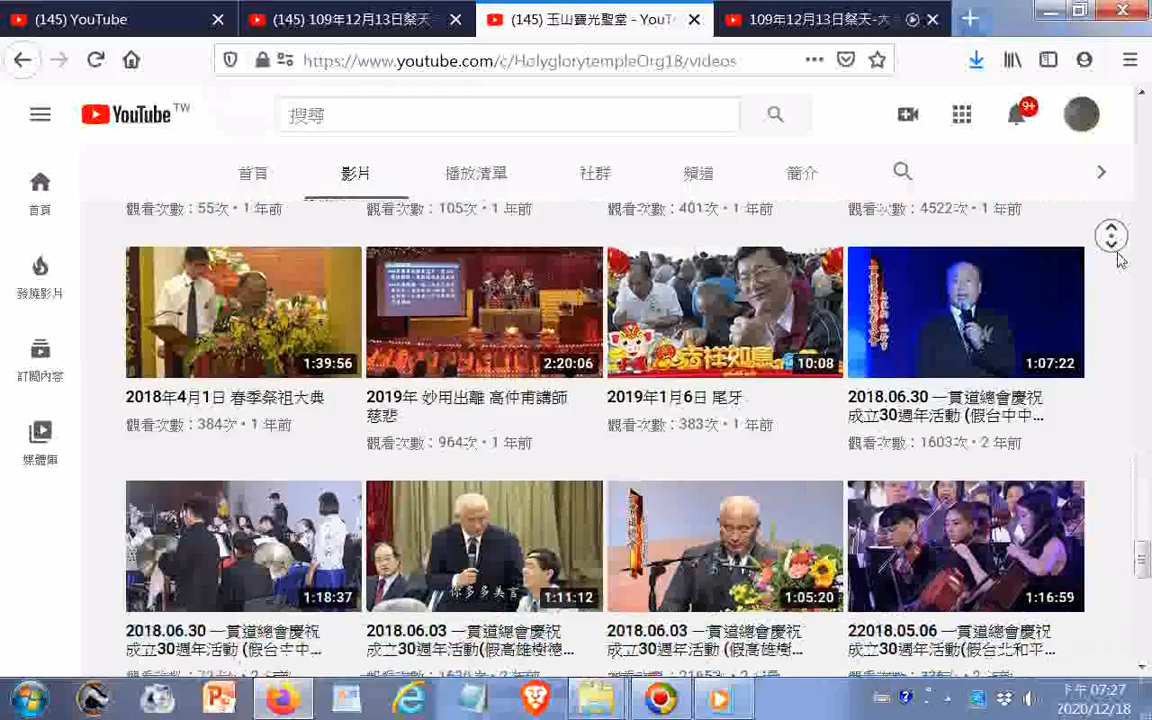 (145) YouTube
(145) 109年12月13日祭天
(145) 玉山寶光聖堂 - YouT
109年12月13日祭天-大
https://www.youtube.com/c/HolyglorytempleOrg18/videos
YouTube TW
搜尋
9+
首頁
影片
播放清單
社群
頻道
簡介
首頁
發燒影片
訂閱內容
媒體庫
觀看次數：55次・1 年前
觀看次數：105次・1 年前
觀看次數：401次・1 年前
觀看次數：4522次・1 年前
1:39:56
2:20:06
吉祥如意
10:08
1:07:22
2018年4月1日 春季祭祖大典
觀看次數：384次・1 年前
2019年 妙用出離 高仲甫講師
慈悲
觀看次數：964次・1 年前
2019年1月6日 尾牙
觀看次數：383次・1 年前
2018.06.30 一貫道總會慶祝
成立30週年活動 (假台中中...
觀看次數：1603次・2 年前
1:18:37
你多多美言
1:11:12
1:05:20
1:16:59
2018.06.30 一貫道總會慶祝
成立30週年活動 (假台中中...
2018.06.03 一貫道總會慶祝
成立30週年活動(假高雄樹德...
2018.06.03 一貫道總會慶祝
成立30週年活動(假高雄樹...
22018.05.06 一貫道總會慶祝
成立30週年活動(假台北和平...
07:27
2020/12/18